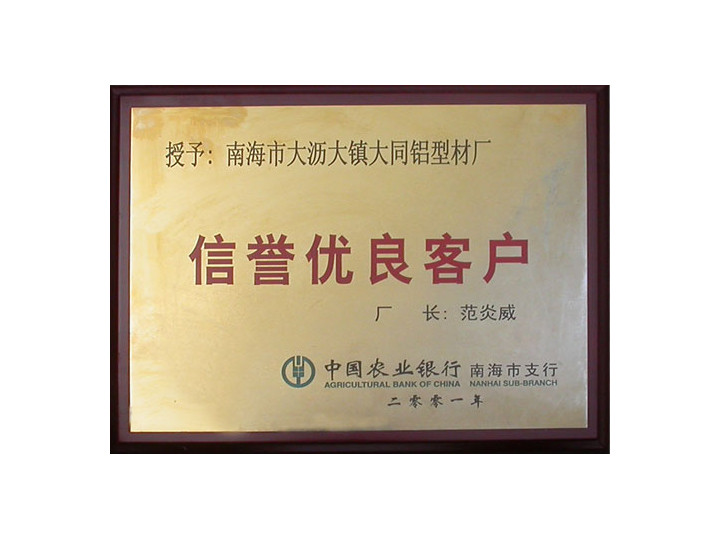 授予：南海市大沥大镇大同铝型材厂
信誉优良客户
厂 长：范炎威
中国农业银行 南海市支行
AGRICULTURAL BANK OF CHINA NANHAI SUB-BRANCH
二零零一年